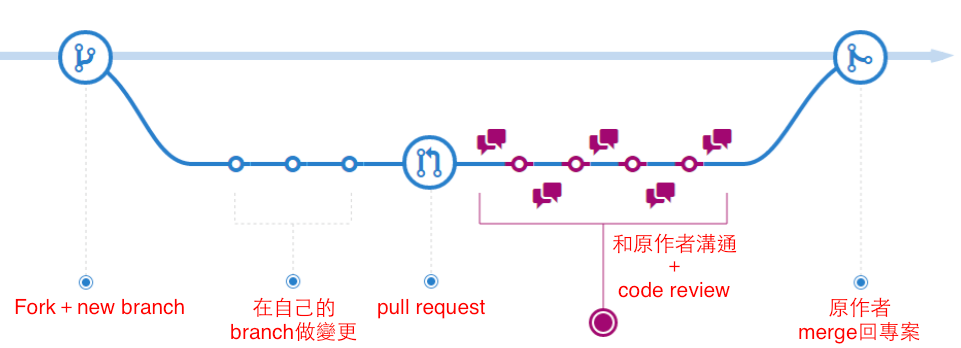 Fork + new branch
在自己的
branch做變更
pull request
和原作者溝通
+
code review
原作者
merge回專案